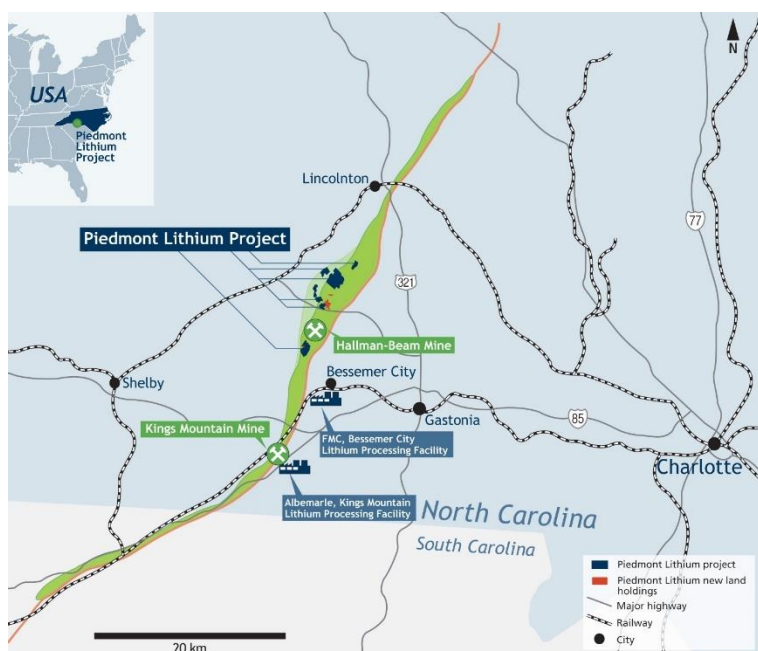 USA
Piedmont
Lithium
Project
N
Lincolnton
77
Piedmont Lithium Project
321
Hallman-Beam Mine
Shelby
Bessemer City
Kings Mountain Mine
Gastonia
85
FMC, Bessemer City
Lithium Processing Facility
Charlotte
Albemarle, Kings Mountain
Lithium Processing Facility
North Carolina
South Carolina
Piedmont Lithium project
Piedmont Lithium new land
holdings
Major highway
Railway
City
20 km